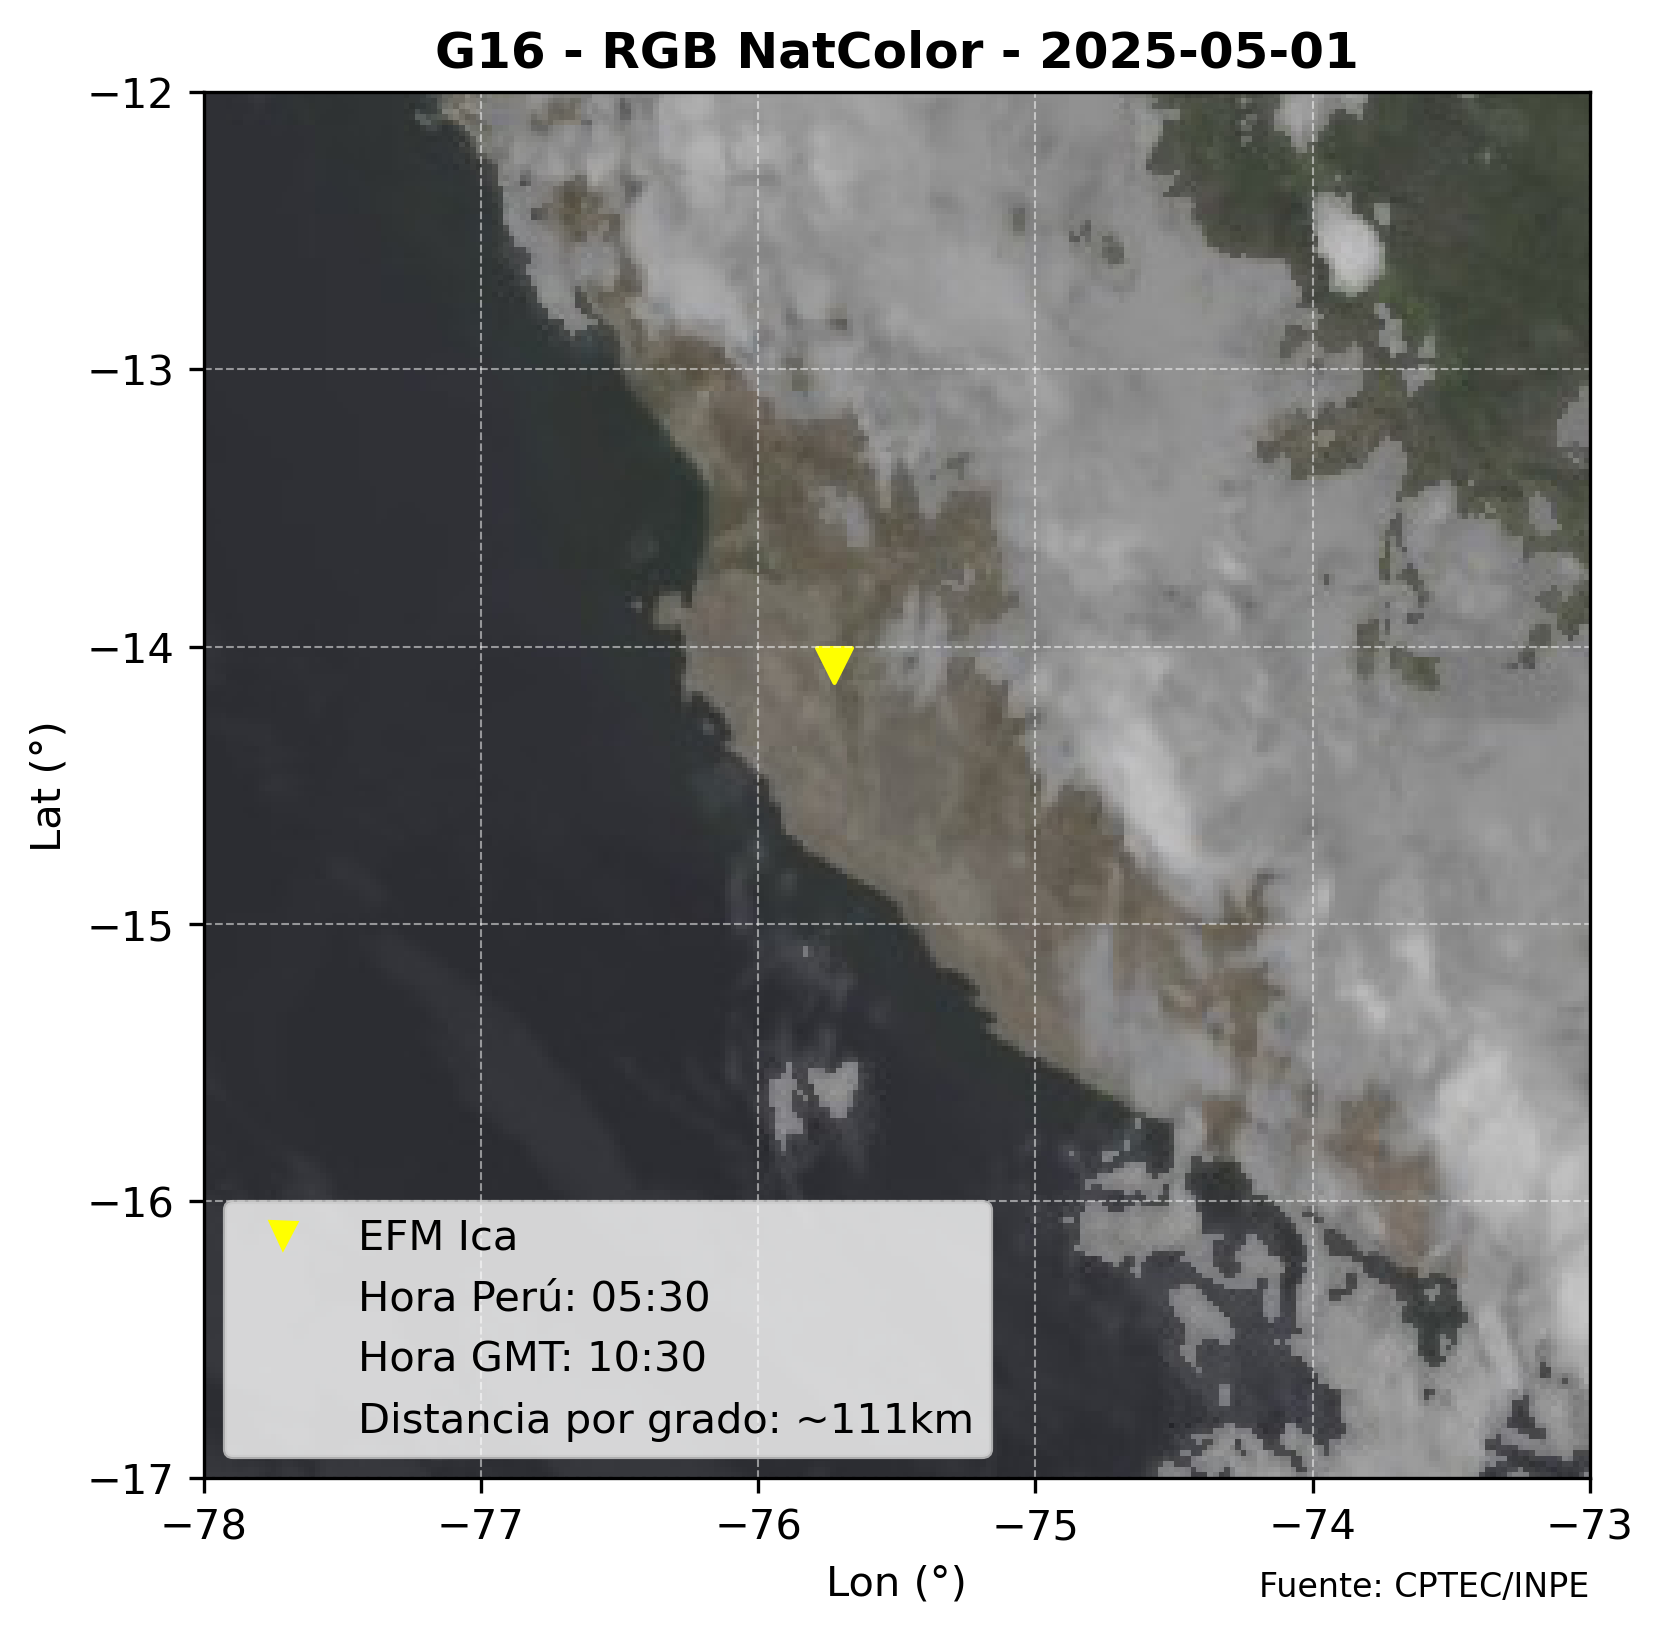 G16 - RGB NatColor - 2025-05-01
−12
−13
−14
−15
−16
−17
Lat (°)
EFM Ica
Hora Perú: 05:30
Hora GMT: 10:30
Distancia por grado: ~111km
−78 −77 −76 −75 −74 −73
Lon (°)
Fuente: CPTEC/INPE